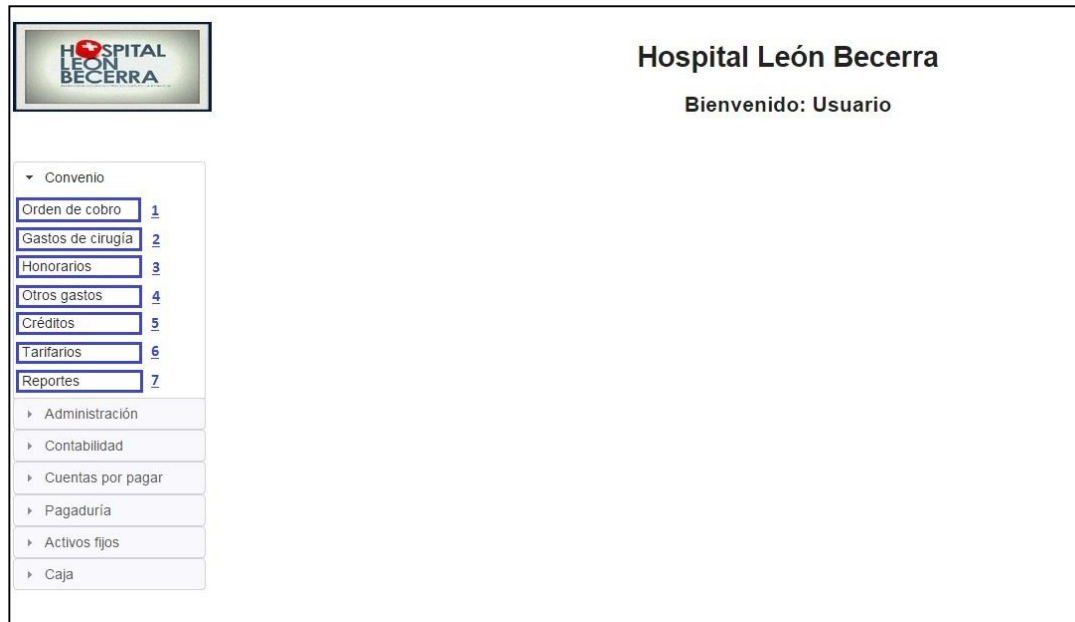 HOSPITAL
LEÓN
BECERRA
Hospital León Becerra
Bienvenido: Usuario
Convenio
Orden de cobro 1
Gastos de cirugía 2
Honorarios 3
Otros gastos 4
Créditos 5
Tarifarios 6
Reportes 7
Administración
Contabilidad
Cuentas por pagar
Pagaduría
Activos fijos
Caja